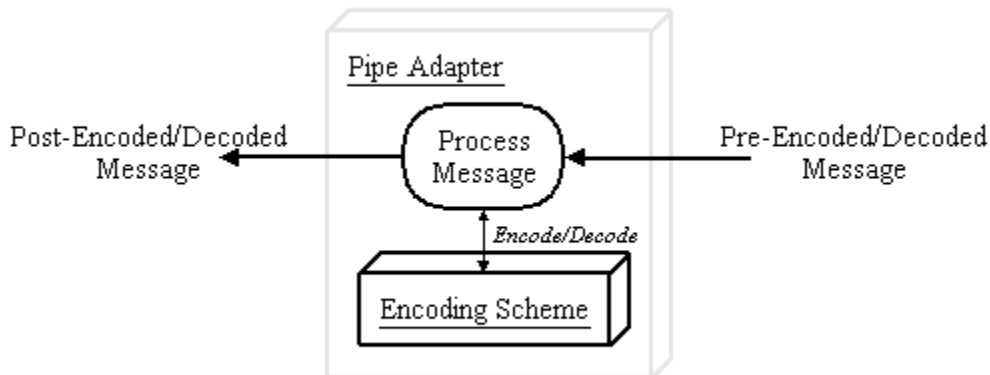 Pipe Adapter
Post-Encoded/Decoded
Message
Process
Message
Pre-Encoded/Decoded
Message
Encode/Decode
Encoding Scheme